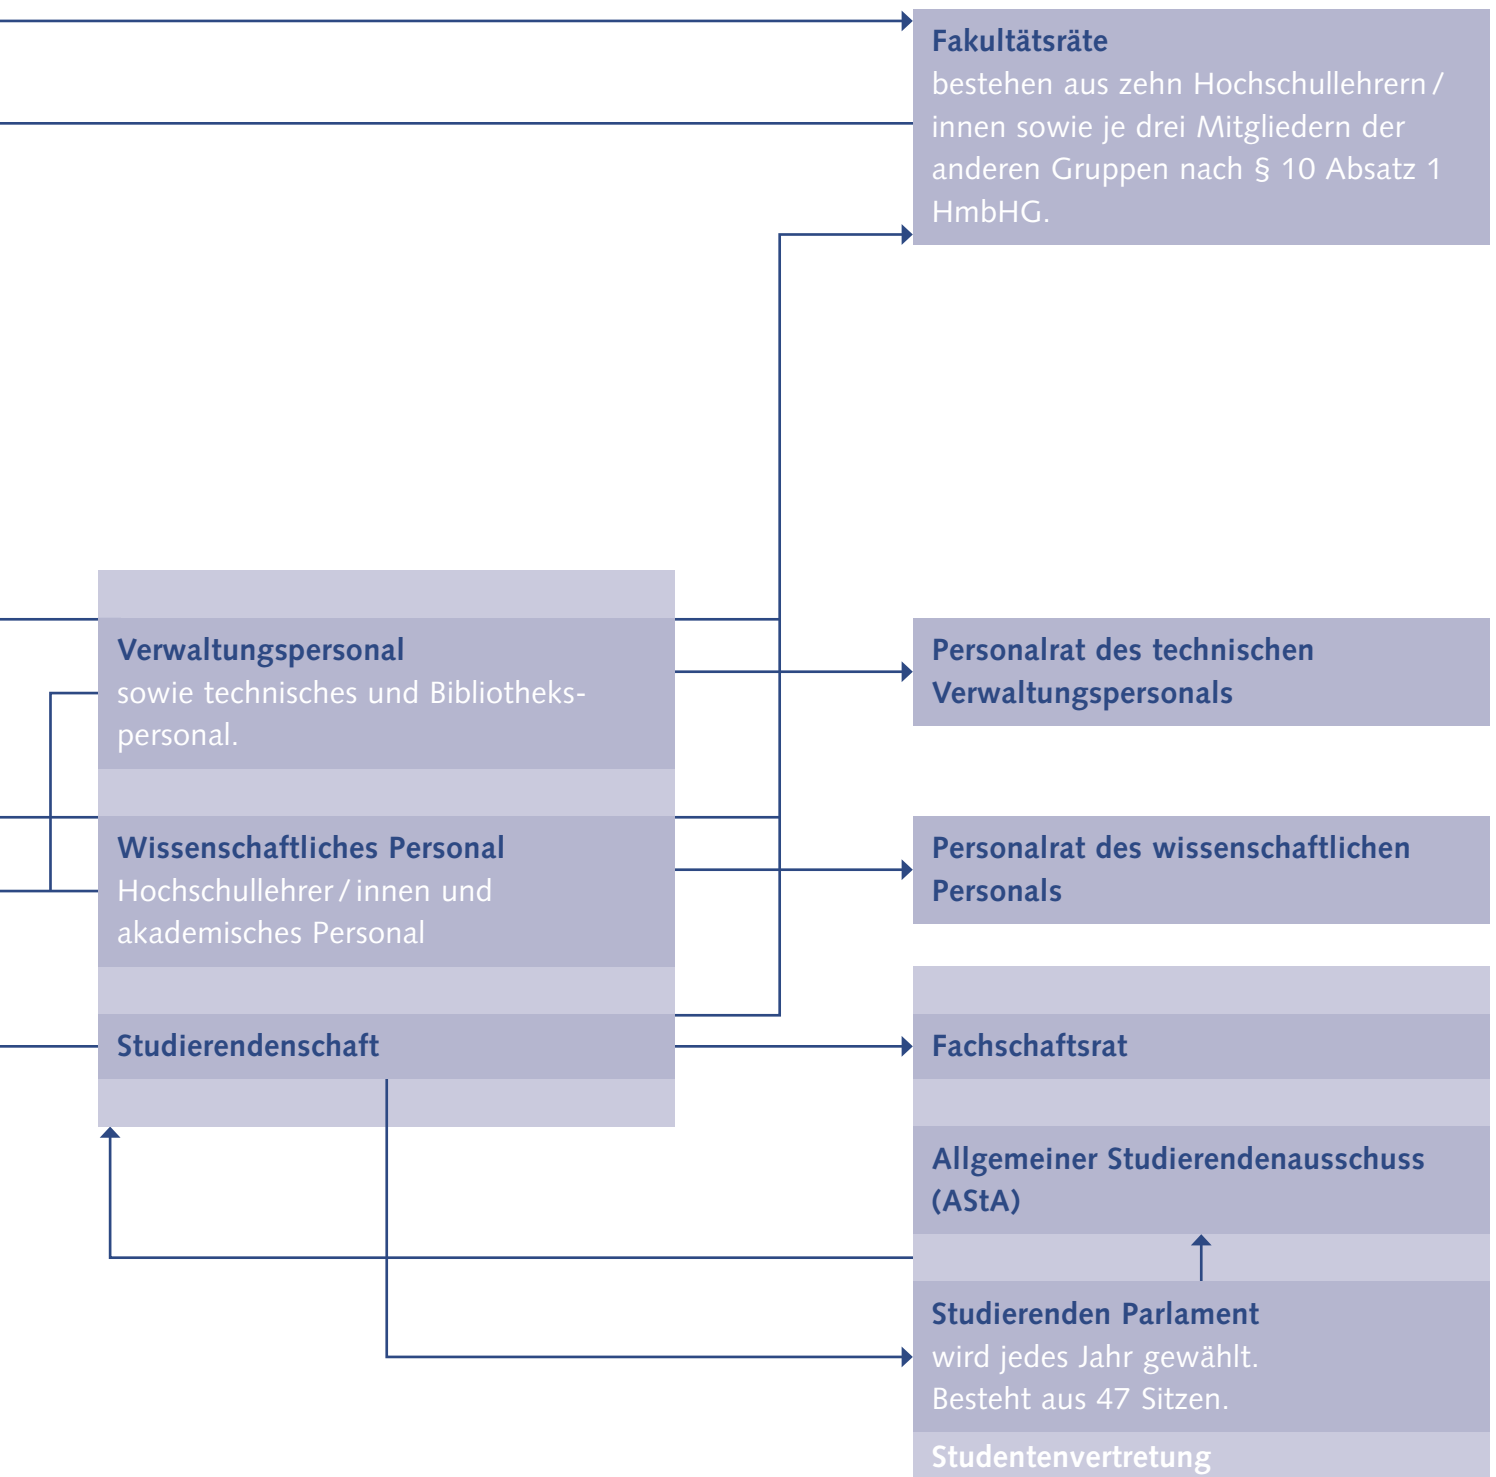 Fakultätsräte
bestehen aus zehn Hochschullehrern /
innen sowie je drei Mitgliedern der
anderen Gruppen nach § 10 Absatz 1
HmbHG.
Verwaltungspersonal
sowie technisches und Bibliotheks-
personal.
Personalrat des technischen
Verwaltungspersonals
Wissenschaftliches Personal
Hochschullehrer / innen und
akademisches Personal
Personalrat des wissenschaftlichen
Personals
Studierendenschaft
Fachschaftsrat
Allgemeiner Studierendenausschuss
(AStA)
Studierenden Parlament
wird jedes Jahr gewählt.
Besteht aus 47 Sitzen.
Studentenvertretung